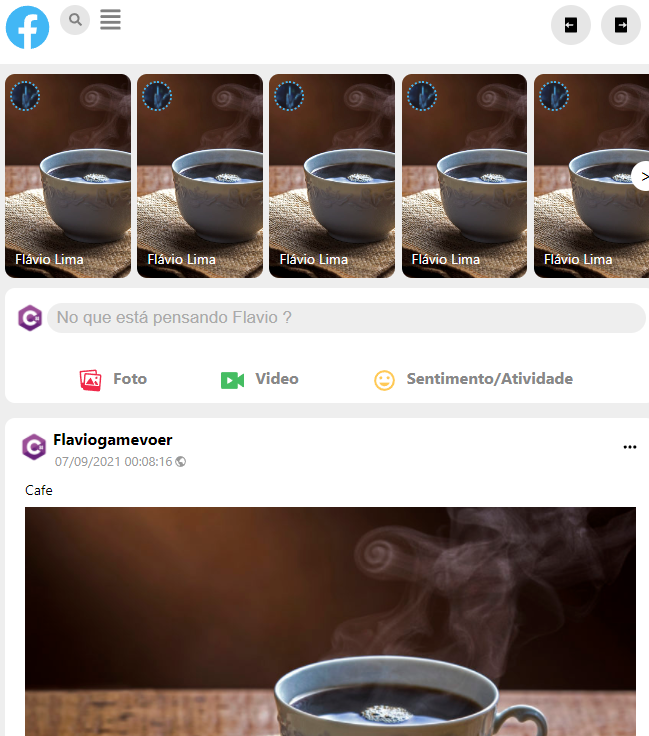 Flávio Lima
Flávio Lima
Flávio Lima
Flávio Lima
Flávio Lima
>
No que está pensando Flavio ?
Foto
Video
Sentimento/Atividade
Flaviogamevoer
07/09/2021 00:08:16
Cafe